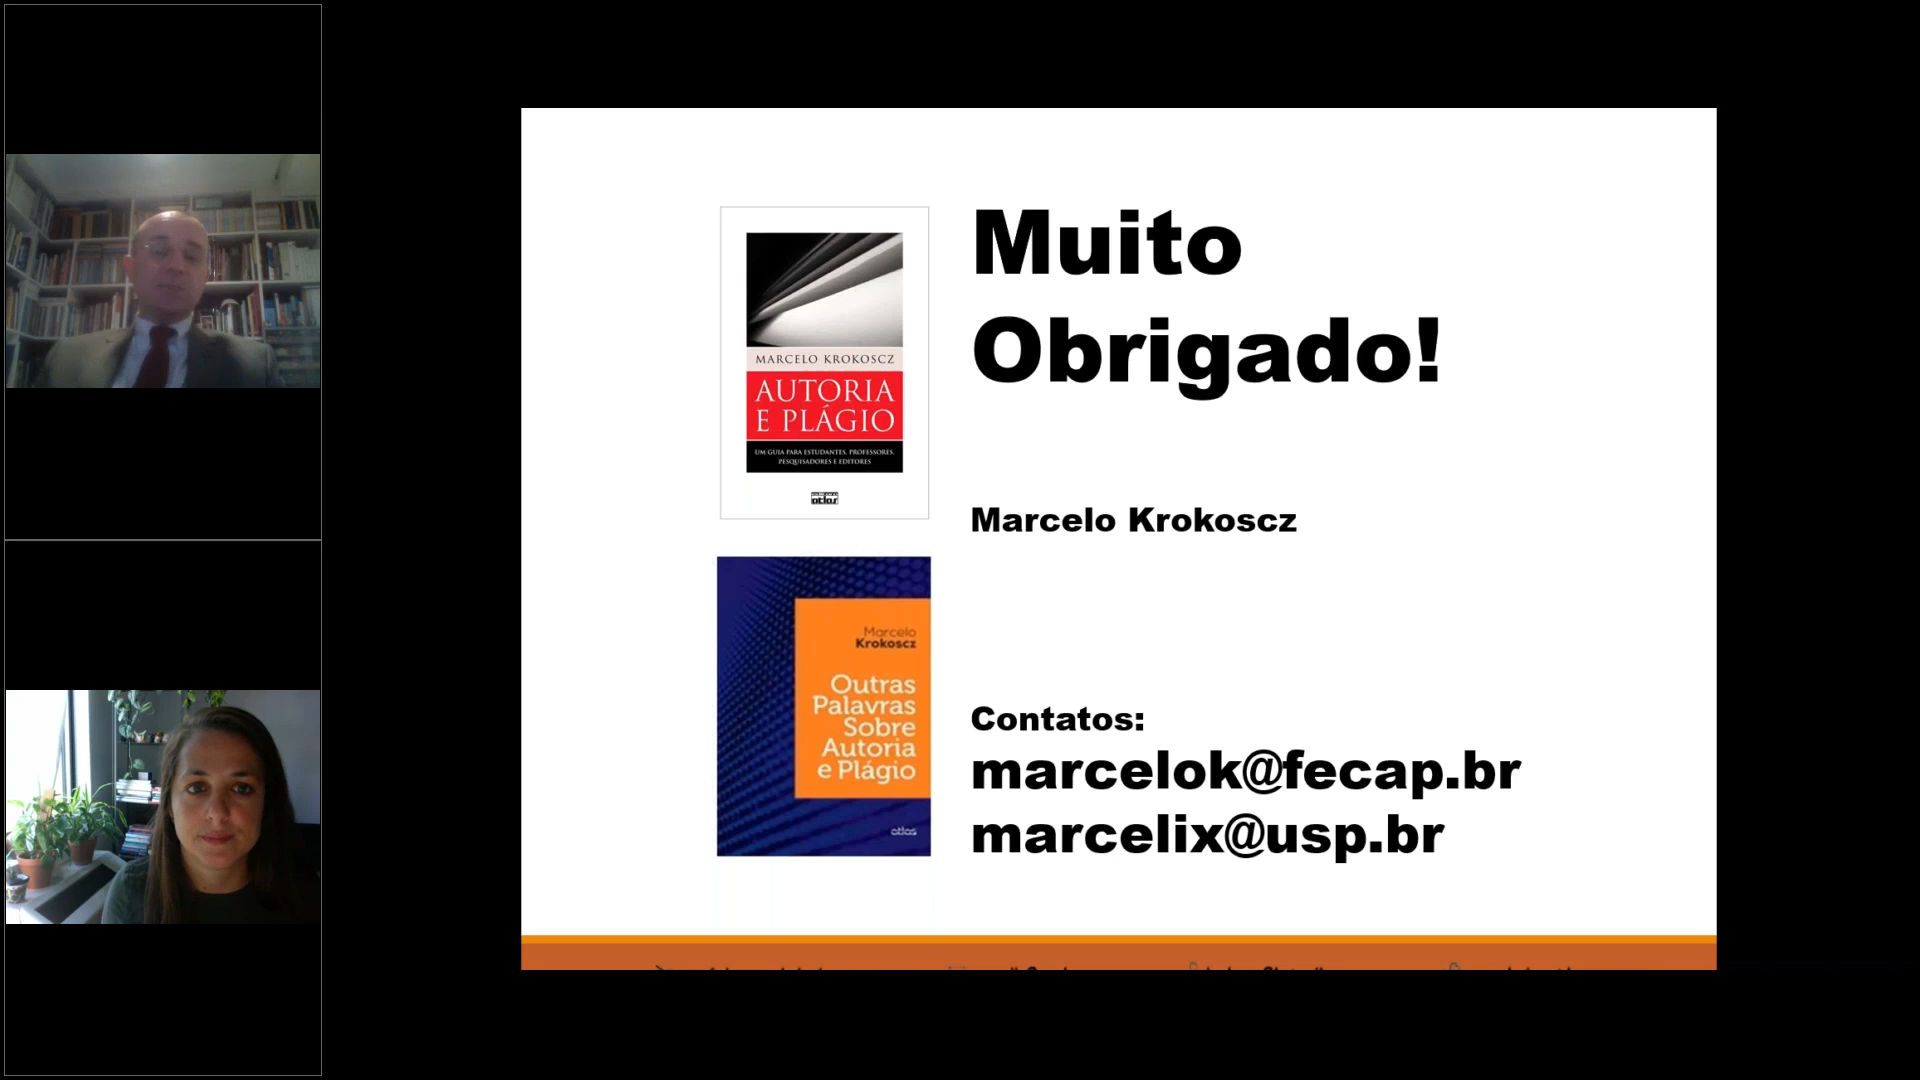 Muito
Obrigado!
MARCELO KROKOSCZ
AUTORIA
E PLÁGIO
UM GUIA PARA ESTUDANTES, PROFESSORES,
PESQUISADORES E EDITORES
atlas
Marcelo Krokoscz
Marcelo
Krokoscz
Outras
Palavras
Sobre
Autoria
e Plágio
atlas
Contatos:
marcelok@fecap.br
marcelix@usp.br